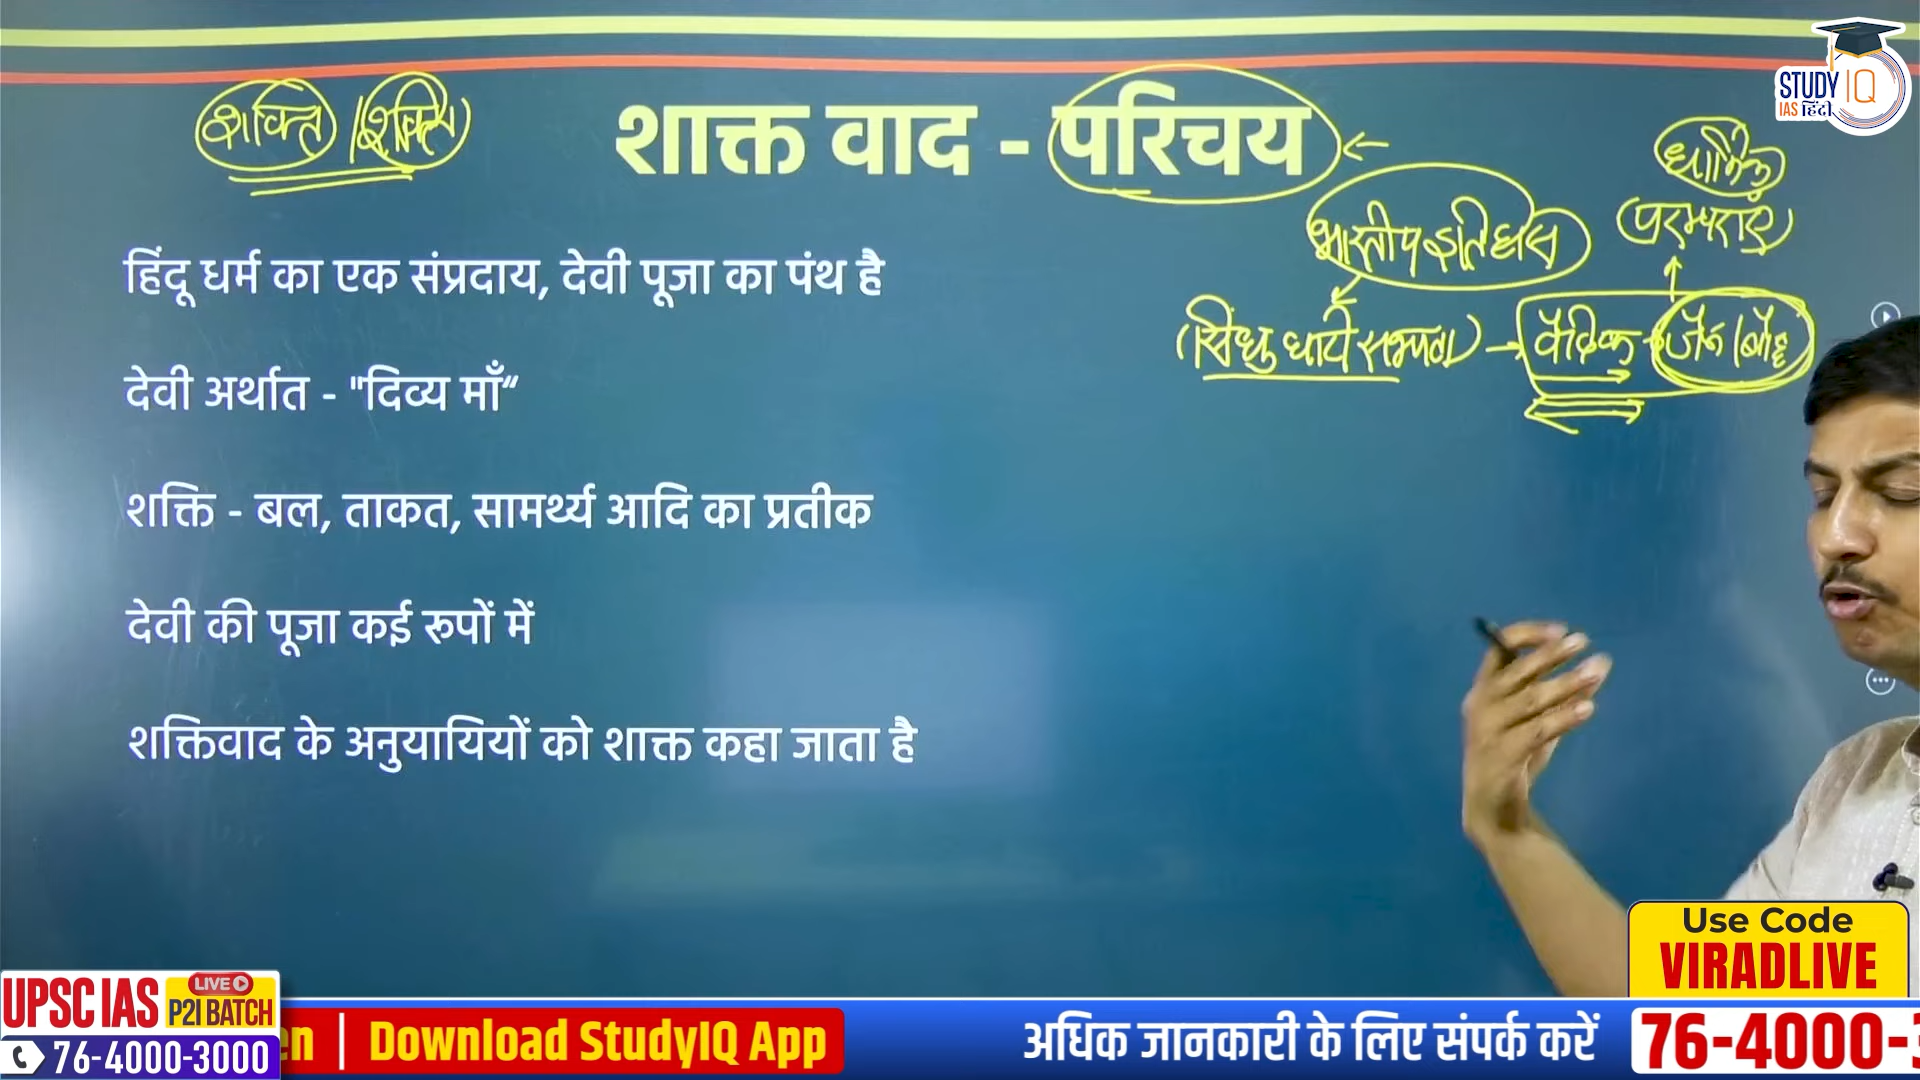 STUDY IQ
IAS हिंदी
शक्ति
शाक्त वाद - परिचय
धार्मिक
परम्पराएँ
भारतीय इतिहास
सिंधु घाटी सभ्यता
वैदिक
जैन/बौद्ध
हिंदू धर्म का एक संप्रदाय, देवी पूजा का पंथ है
देवी अर्थात - "दिव्य माँ“
शक्ति - बल, ताकत, सामर्थ्य आदि का प्रतीक
देवी की पूजा कई रूपों में
शक्तिवाद के अनुयायियों को शाक्त कहा जाता है
Use Code
VIRADLIVE
UPSC IAS LIVE
P2I BATCH
76-4000-3000
en | Download StudyIQ App
अधिक जानकारी के लिए संपर्क करें 76-4000-3